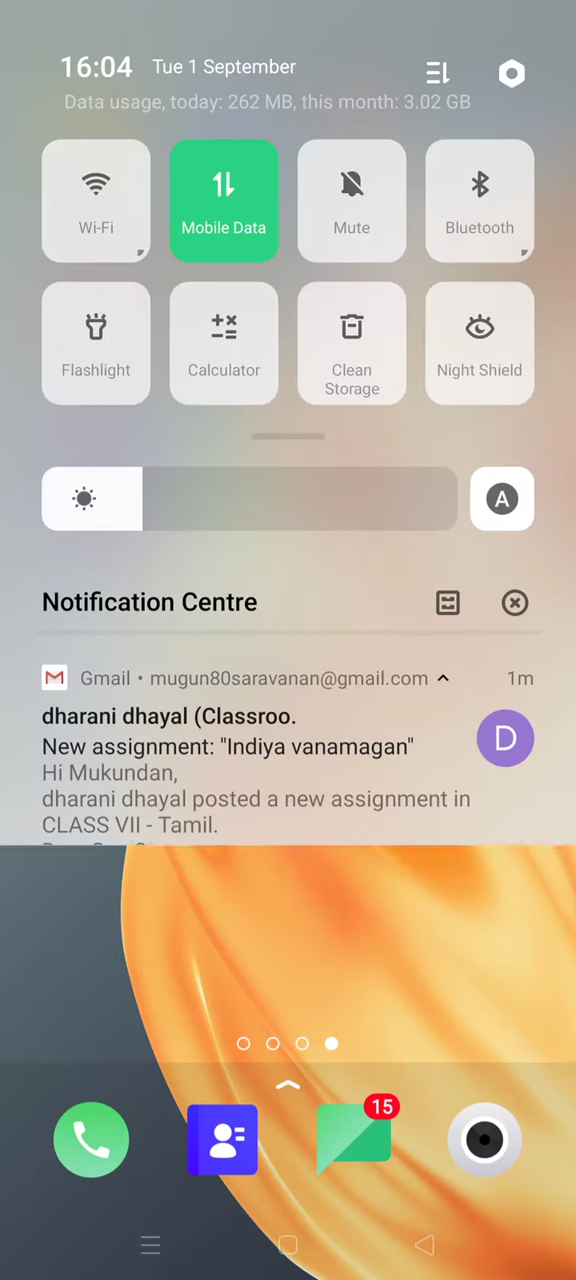 16:04 Tue 1 September
Data usage, today: 262 MB, this month: 3.02 GB
Wi-Fi
Mobile Data
Mute
Bluetooth
Flashlight
Calculator
Clean
Storage
Night Shield
A
Notification Centre
Gmail • mugun80saravanan@gmail.com 1m
dharani dhayal (Classroo.
D
New assignment: "Indiya vanamagan"
Hi Mukundan,
dharani dhayal posted a new assignment in
CLASS VII - Tamil.
15